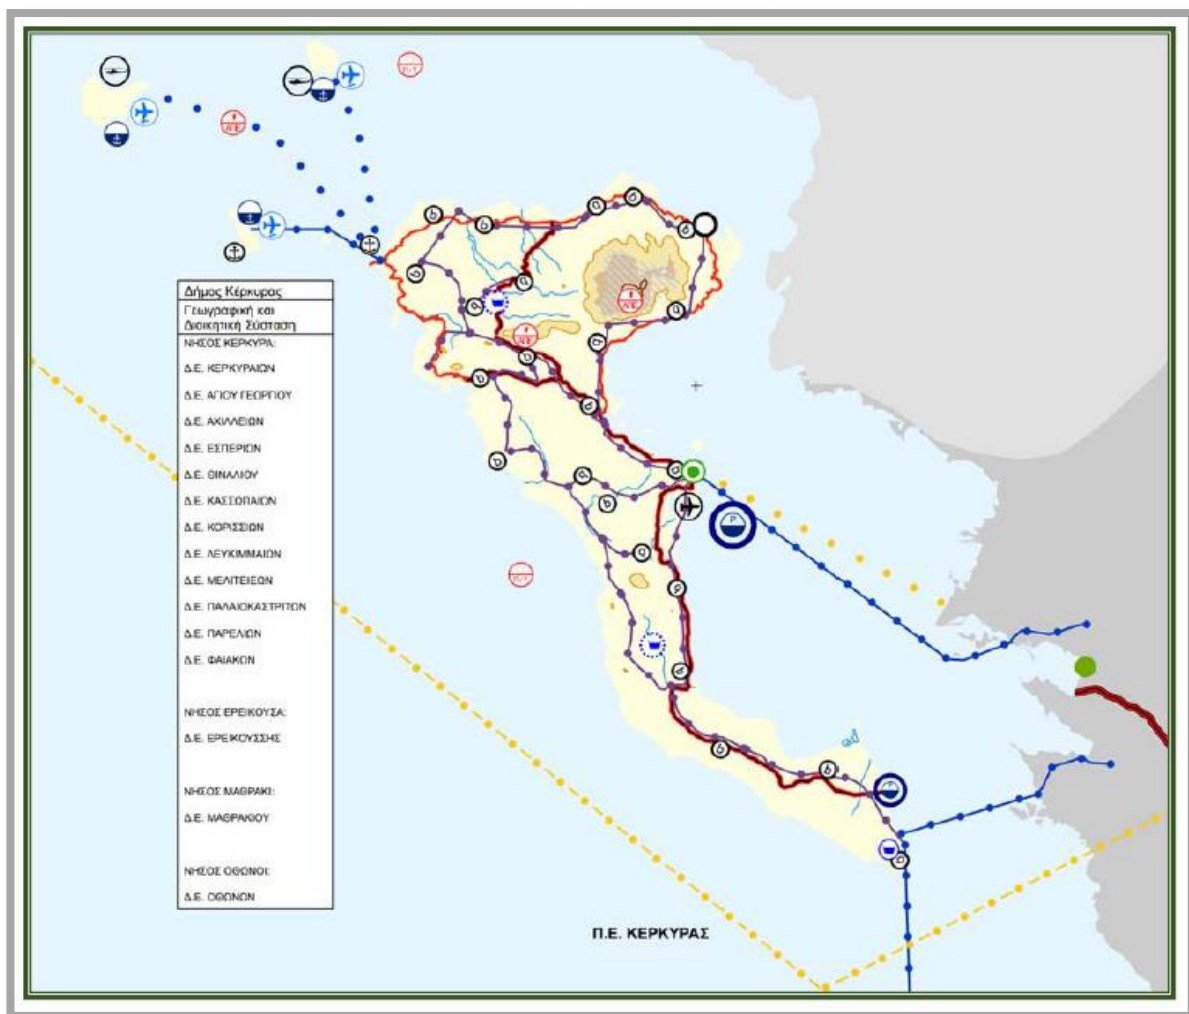 Δήμος Κέρκυρας
Γεωγραφική και
Διοικητική Σύσταση
ΝΗΣΟΣ ΚΕΡΚΥΡΑ:
Δ.Ε. ΚΕΡΚΥΡΑΙΩΝ
Δ.Ε. ΑΓΙΟΥ ΓΕΩΡΓΙΟΥ
Δ.Ε. ΑΧΙΛΛΕΙΩΝ
Δ.Ε. ΕΣΠΕΡΙΩΝ
Δ.Ε. ΘΙΝΑΛΙΟΥ
Δ.Ε. ΚΑΣΣΩΠΑΙΩΝ
Δ.Ε. ΚΟΡΙΣΣΙΩΝ
Δ.Ε. ΛΕΥΚΙΜΜΑΙΩΝ
Δ.Ε. ΜΕΛΙΤΕΙΕΩΝ
Δ.Ε. ΠΑΛΑΙΟΚΑΣΤΡΙΤΩΝ
Δ.Ε. ΠΑΡΕΛΙΩΝ
Δ.Ε. ΦΑΙΑΚΩΝ
ΝΗΣΟΣ ΕΡΕΙΚΟΥΣΑ:
Δ.Ε. ΕΡΕΙΚΟΥΣΣΗΣ
ΝΗΣΟΣ ΜΑΘΡΑΚΙ:
Δ.Ε. ΜΑΘΡΑΚΙΟΥ
ΝΗΣΟΣ ΟΘΩΝΟΙ:
Δ.Ε. ΟΘΩΝΩΝ
Π.Ε. ΚΕΡΚΥΡΑΣ